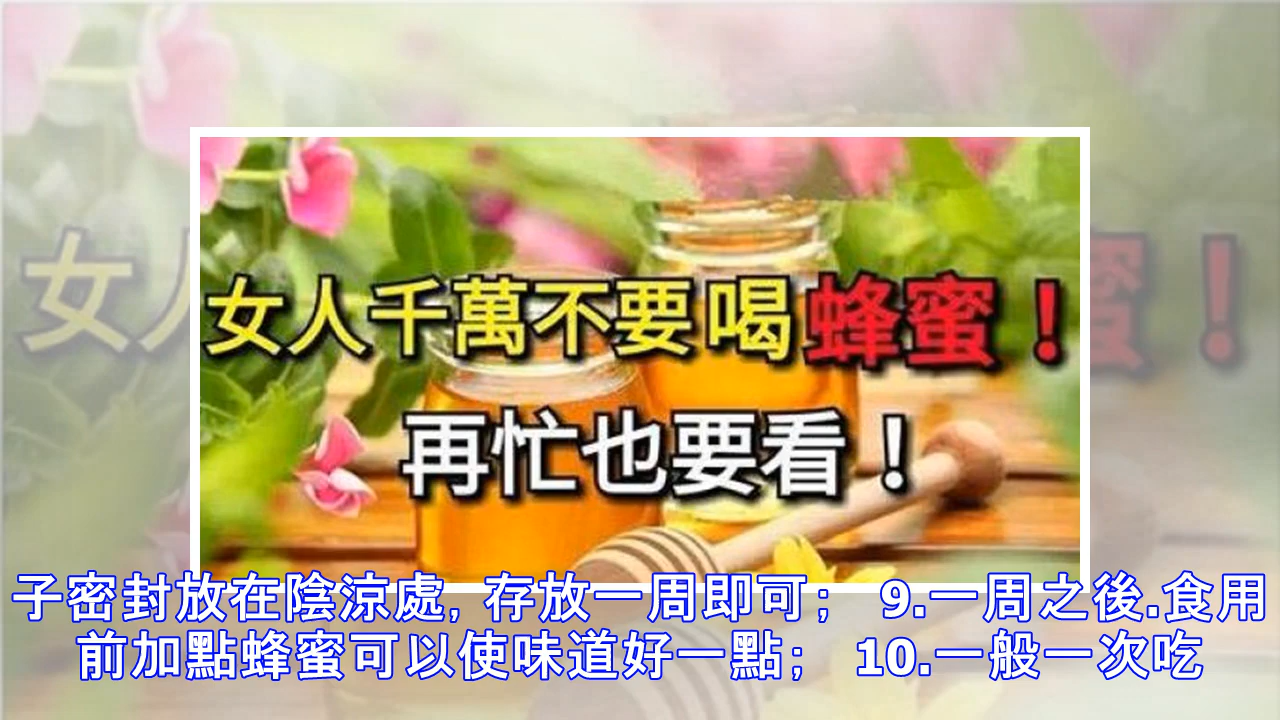 女人千萬不要喝蜂蜜！
再忙也要看！
子密封放在陰涼處, 存放一周即可； 9.一周之後.食用
前加點蜂蜜可以使味道好一點； 10.一般一次吃